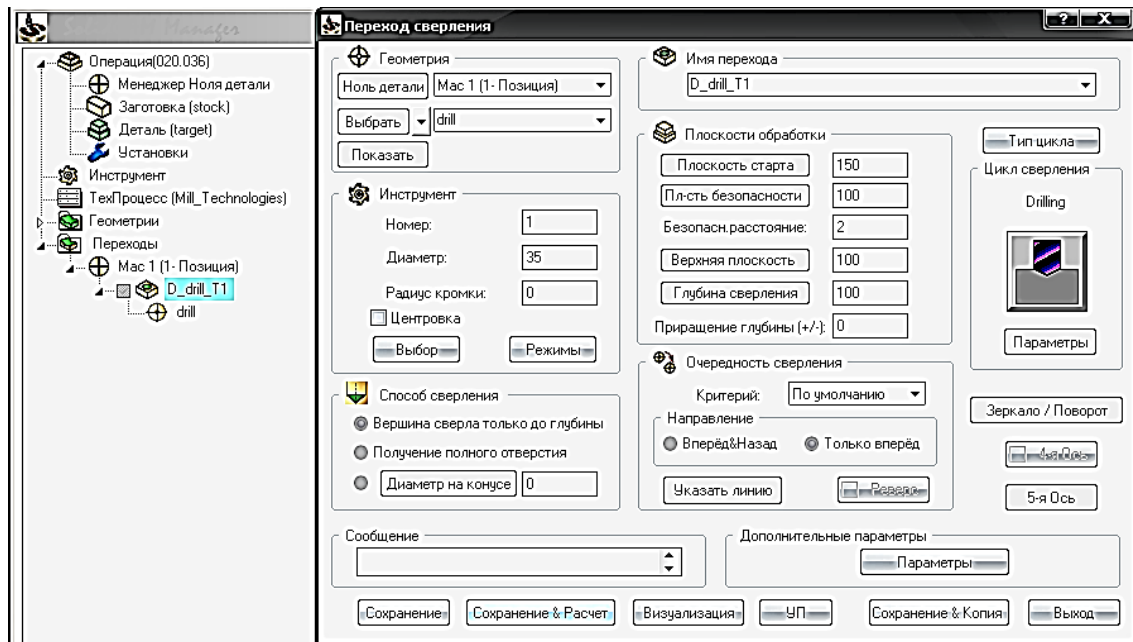 Manager
Операция(020.036)
Менеджер Ноля детали
Заготовка (stock)
Деталь (target)
Установки
Инструмент
ТехПроцесс (Mill_Technologies)
Геометрии
Переходы
Mac 1 (1- Позиция)
D_drill_T1
drill
Переход сверления
? X
Геометрия
Ноль детали Mac 1 (1- Позиция)
Выбрать drill
Показать
Инструмент
Номер: 1
Диаметр: 35
Радиус кромки: 0
Центровка
Выбор Режимы
Способ сверления
Вершина сверла только до глубины
Получение полного отверстия
Диаметр на конусе 0
Имя перехода
D_drill_T1
Плоскости обработки
Плоскость старта 150
Пл-сть безопасности 100
Безопасн.расстояние: 2
Верхняя плоскость 100
Глубина сверления 100
Приращение глубины (+/-): 0
Очередность сверления
Критерий: По умолчанию
Направление
Вперёд&Назад Только вперёд
Указать линию Реверс
Тип цикла
Цикл сверления
Drilling
Параметры
Зеркало / Поворот
4-я Ось
5-я Ось
Сообщение
Дополнительные параметры
Параметры
Сохранение Сохранение & Расчет Визуализация УП Сохранение & Копия Выход